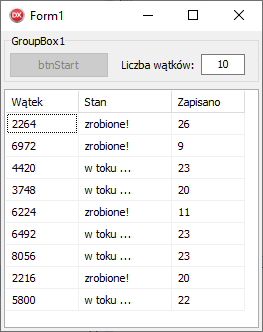 DX Form1
GroupBox1
btnStart Liczba wątków: 10
Wątek Stan Zapisano
2264 zrobione! 26
6972 zrobione! 9
4420 w toku ... 23
3748 w toku ... 20
6224 zrobione! 11
6492 w toku ... 23
8056 w toku ... 23
2216 zrobione! 20
5800 w toku ... 22